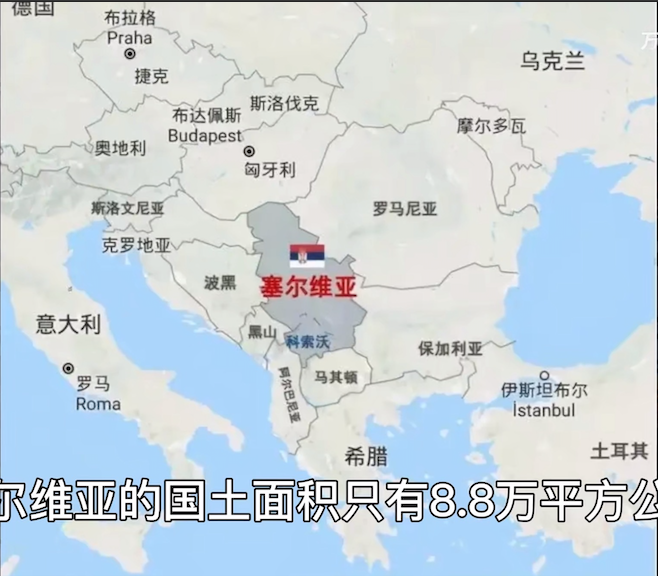 德国
布拉格
Praha
捷克
乌克兰
斯洛伐克
布达佩斯
Budapest
摩尔多瓦
奥地利
匈牙利
斯洛文尼亚
罗马尼亚
克罗地亚
波黑
塞尔维亚
意大利
黑山
科索沃
保加利亚
罗马
Roma
阿尔巴尼亚
马其顿
伊斯坦布尔
İstanbul
希腊
土耳其
尔维亚的国土面积只有8.8万平方公